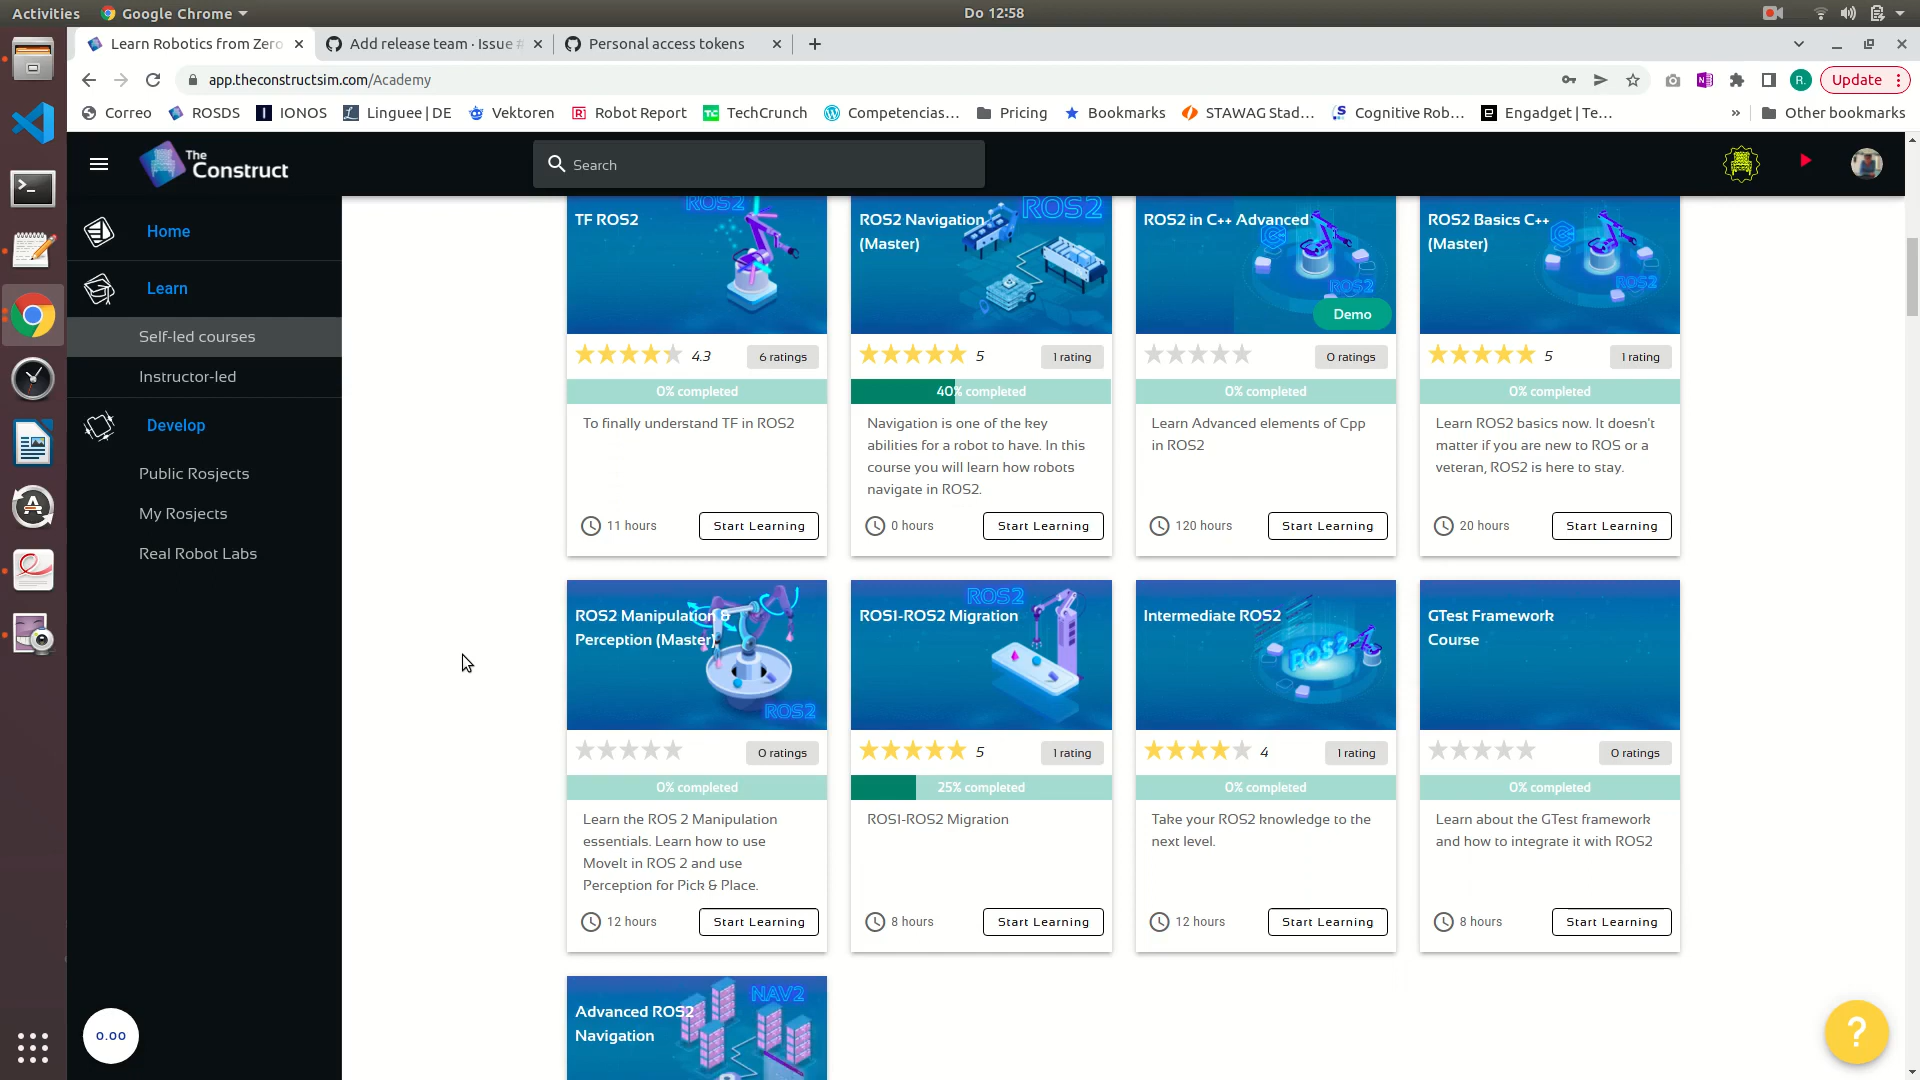 Activities Google Chrome Do 12:58
Learn Robotics from Zero Add release team · Issue # Personal access tokens
app.theconstructsim.com/Academy R. Update
Correo ROSDS IONOS Linguee | DE Vektoren Robot Report TechCrunch Competencias… Pricing Bookmarks STAWAG Stad… Cognitive Rob… Engadget | Te… » Other bookmarks
The Construct Search
Home
Learn
Self-led courses
Instructor-led
Develop
Public Rosjects
My Rosjects
Real Robot Labs
0.00
TF ROS2
ROS2
4.3 6 ratings
0% completed
To finally understand TF in ROS2
11 hours Start Learning
ROS2 Navigation
(Master)
ROS2
5 1 rating
40% completed
Navigation is one of the key
abilities for a robot to have. In this
course you will learn how robots
navigate in ROS2.
0 hours Start Learning
ROS2 in C++ Advanced
ROS2
Demo
0 ratings
0% completed
Learn Advanced elements of Cpp
in ROS2
120 hours Start Learning
ROS2 Basics C++
(Master)
ROS2
5 1 rating
0% completed
Learn ROS2 basics now. It doesn't
matter if you are new to ROS or a
veteran, ROS2 is here to stay.
20 hours Start Learning
ROS2 Manipulation &
Perception (Master)
ROS2
0 ratings
0% completed
Learn the ROS 2 Manipulation
essentials. Learn how to use
MoveIt in ROS 2 and use
Perception for Pick & Place.
12 hours Start Learning
ROS2
ROS1-ROS2 Migration
5 1 rating
25% completed
ROS1-ROS2 Migration
8 hours Start Learning
Intermediate ROS2
ROS2
4 1 rating
0% completed
Take your ROS2 knowledge to the
next level.
12 hours Start Learning
GTest Framework
Course
0 ratings
0% completed
Learn about the GTest framework
and how to integrate it with ROS2
8 hours Start Learning
NAV2
Advanced ROS2
Navigation
?